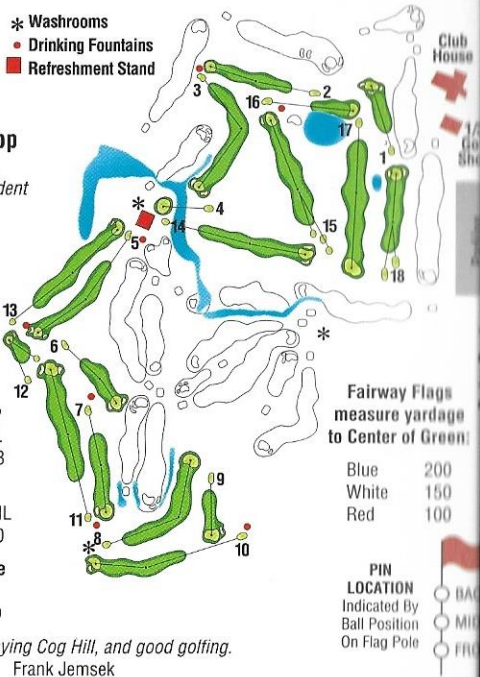 * Washrooms
• Drinking Fountains
Refreshment Stand
Club
House
3
2
16
17
1
4
14
5
15
18
13
6
12
7
11
8
9
10
*
*
*
Fairway Flags
measure yardage
to Center of Green:
Blue 200
White 150
Red 100
PIN
LOCATION
Indicated By
Ball Position
On Flag Pole
ying Cog Hill, and good golfing.
Frank Jemsek